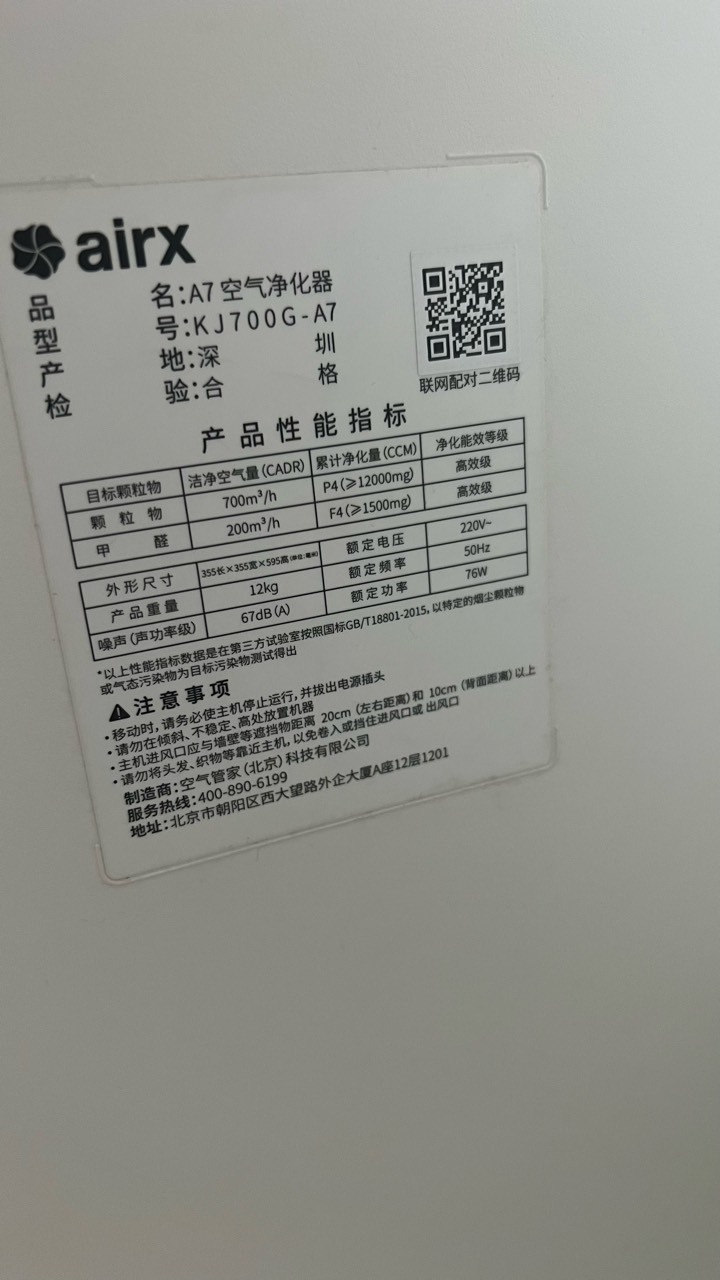 airx
品名:A7 空气净化器
型号:KJ700G-A7
产地:深圳
检验:合格
联网配对二维码
产品性能指标
目标颗粒物 洁净空气量(CADR) 累计净化量(CCM) 净化能效等级
颗粒物 700m³/h P4(≥12000mg) 高效级
甲醛 200m³/h F4(≥1500mg) 高效级
外形尺寸 355长×355宽×595高(单位:毫米) 额定电压 220V~
产品重量 12kg 额定频率 50Hz
噪声(声功率级) 67dB(A) 额定功率 76W
*以上性能指标数据是在第三方试验室按照国标GB/T18801-2015,以特定的烟尘颗粒物
或气态污染物为目标污染物测试得出
注意事项
·移动时,请务必使主机停止运行,并拔出电源插头
·请勿在倾斜、不稳定、高处放置机器
·主机进风口应与墙壁等遮挡物距离 20cm(左右距离)和 10cm(背面距离)以上
·请勿将头发、织物等靠近主机,以免卷入或挡住进风口或 出风口
制造商:空气管家(北京)科技有限公司
服务热线:400-890-6199
地址:北京市朝阳区西大望路外企大厦A座12层1201